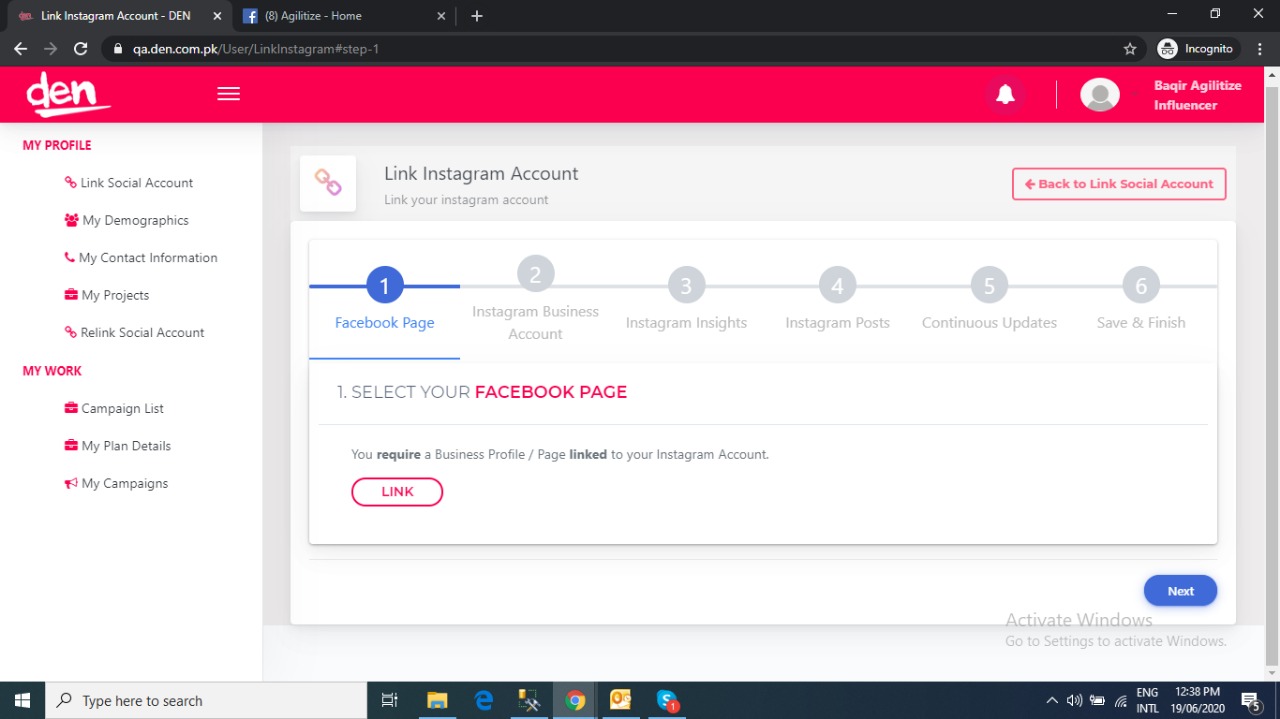 Link Instagram Account - DEN
(8) Agilitize - Home
qa.den.com.pk/User/LinkInstagram#step-1
Incognito
den
Baqir Agilitize
Influencer
MY PROFILE
Link Social Account
My Demographics
My Contact Information
My Projects
Relink Social Account
MY WORK
Campaign List
My Plan Details
My Campaigns
Link Instagram Account
Link your instagram account
Back to Link Social Account
1
Facebook Page
2
Instagram Business
Account
3
Instagram Insights
4
Instagram Posts
5
Continuous Updates
6
Save & Finish
1. SELECT YOUR FACEBOOK PAGE
You require a Business Profile / Page linked to your Instagram Account.
LINK
Next
Activate Windows
Go to Settings to activate Windows.
Type here to search
1
ENG
INTL
12:38 PM
19/06/2020
5